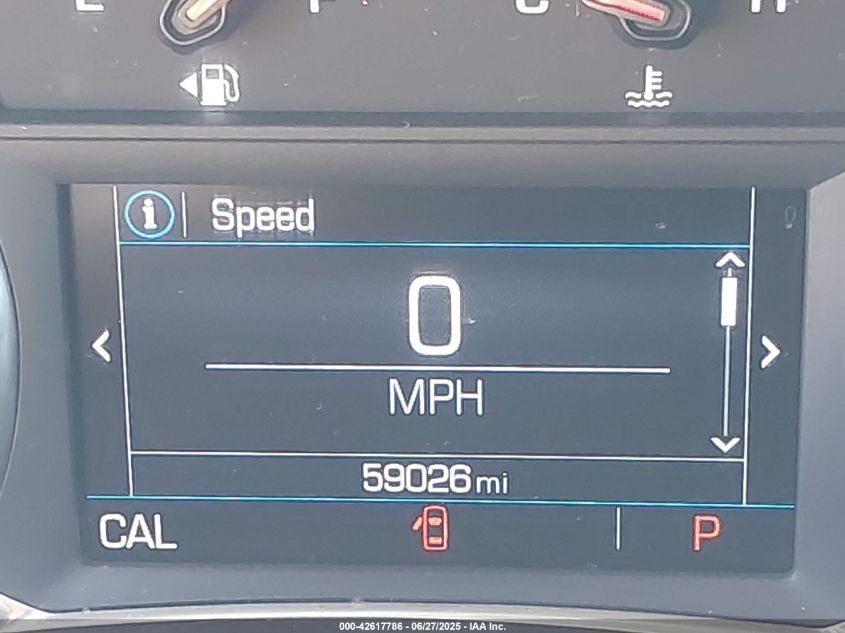 E F C H
Speed
0
MPH
59026 mi
CAL P
000-42617786 - 06/27/2025 - IAA Inc.